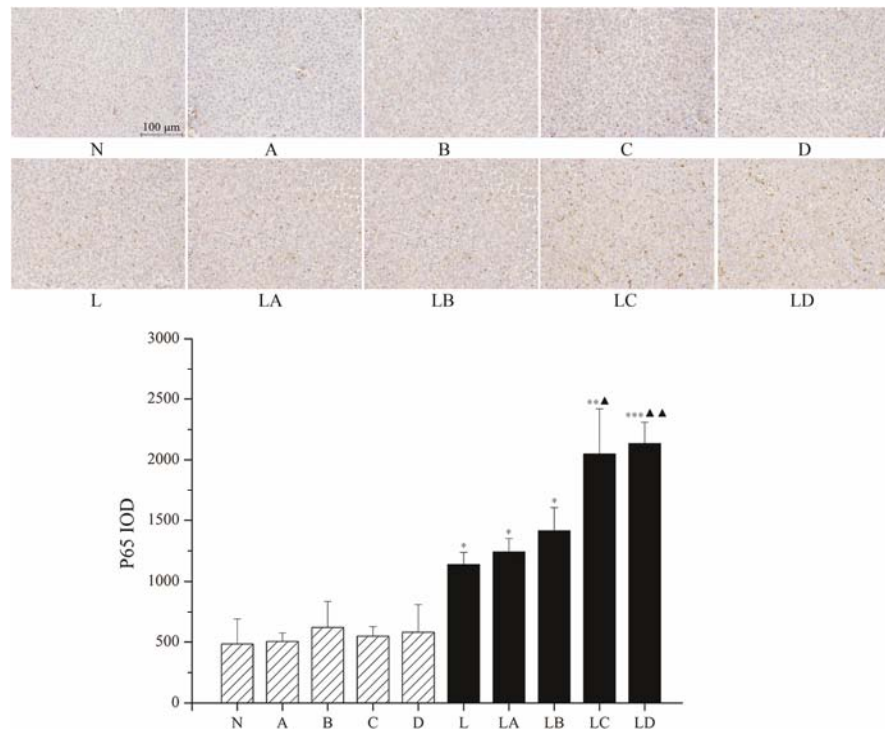 100 μm
N A B C D
L LA LB LC LD
3000
**▲
***▲▲
2500
2000
*
1500
*
*
1000
500
0
P65 IOD
N A B C D L LA LB LC LD